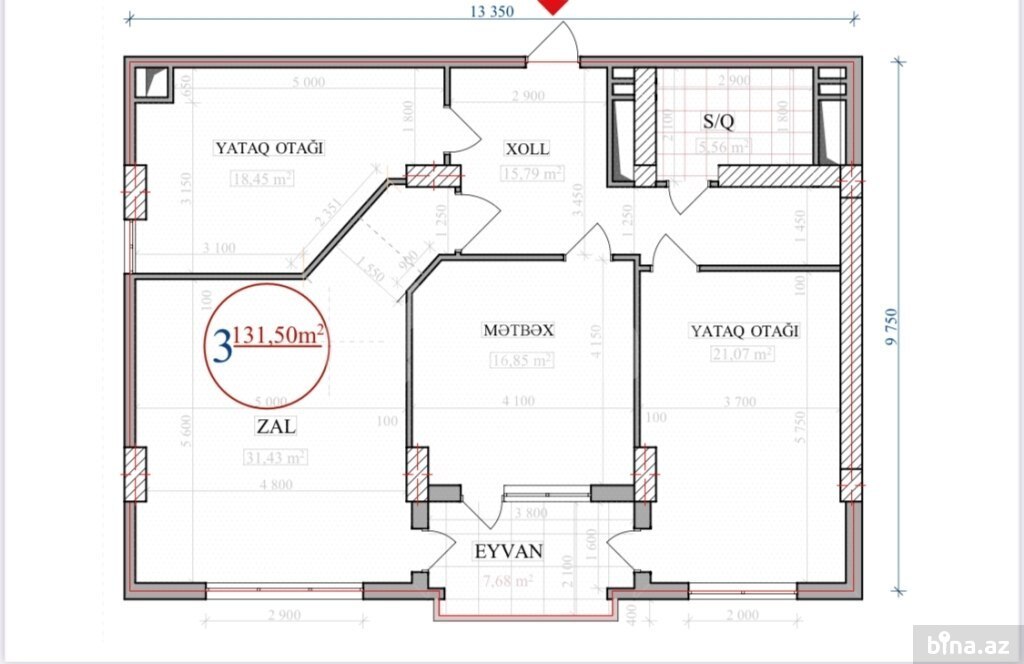 13 350
650
5 000
2 900
2 900
1 800
1 800
2 100
S/Q
5,56 m²
YATAQ OTAĞI
18,45 m²
XOLL
15,79 m²
3 150
2 351
3 450
1 250
1 250
1 450
3 100
1 550
900
100
100
3 131,50m²
9 750
MƏTBƏX
16,85 m²
4 150
YATAQ OTAĞI
21,07 m²
5 000
4 100
3 700
100
100
ZAL
31,43 m²
5 600
5 750
4 800
3 800
EYVAN
7,68 m²
1 600
2 100
2 900
400
2 000
bina.az